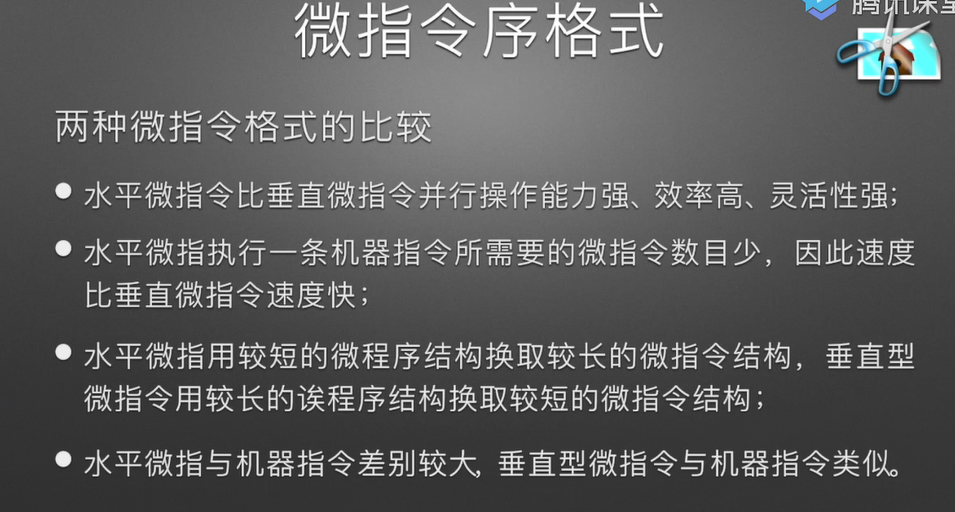 腾讯课堂
微指令序格式
两种微指令格式的比较
水平微指令比垂直微指令并行操作能力强、效率高、灵活性强;
水平微指执行一条机器指令所需要的微指令数目少，因此速度
比垂直微指令速度快;
水平微指用较短的微程序结构换取较长的微指令结构，垂直型
微指令用较长的诶程序结构换取较短的微指令结构;
水平微指与机器指令差别较大,垂直型微指令与机器指令类似。